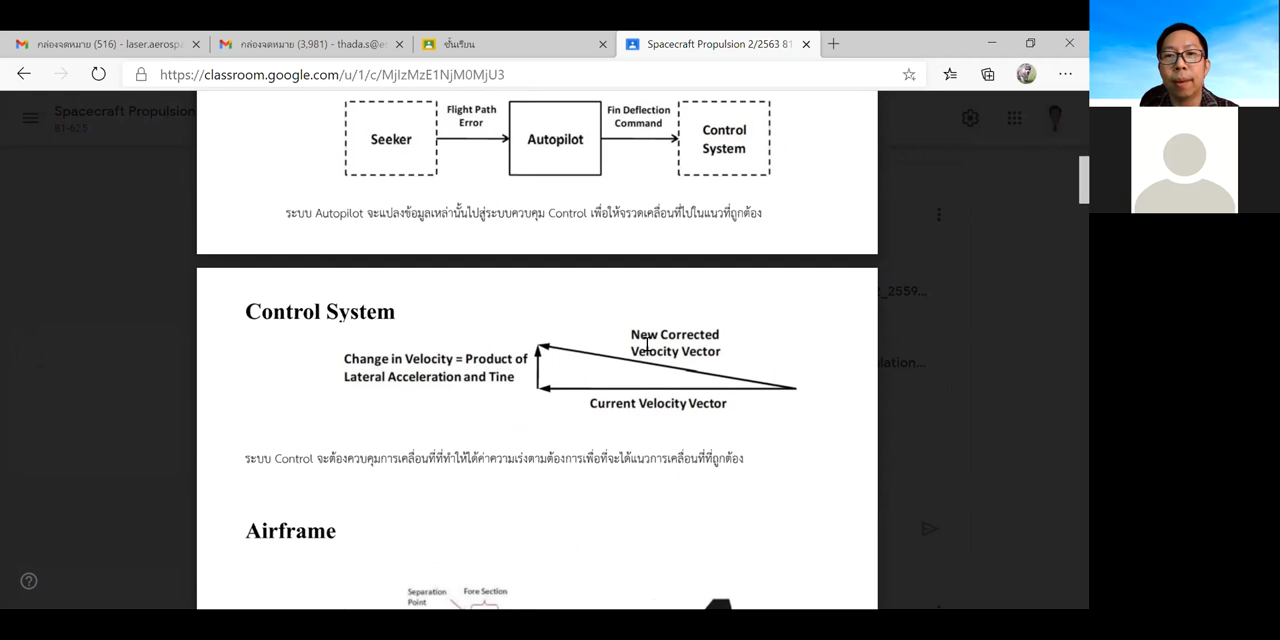 กล่องจดหมาย (516) - laser.aerospa
กล่องจดหมาย (3,981) - thada.s@e
ชั้นเรียน
Spacecraft Propulsion 2/2563 81
https://classroom.google.com/u/1/c/MjIzMzE1NjM0MjU3
Spacecraft Propulsion
81-625
Seeker
Flight Path
Error
Autopilot
Fin Deflection
Command
Control
System
ระบบ Autopilot จะแปลงข้อมูลเหล่านั้นไปสู่ระบบควบคุม Control เพื่อให้จรวดเคลื่อนที่ไปในแนวที่ถูกต้อง
2_2559...
Control System
New Corrected
Velocity Vector
Change in Velocity = Product of
Lateral Acceleration and Tine
Current Velocity Vector
ulation...
ระบบ Control จะต้องควบคุมการเคลื่อนที่ที่ทำให้ได้ค่าความเร่งตามต้องการเพื่อที่จะได้แนวการเคลื่อนที่ที่ถูกต้อง
Airframe
Separation
Point
Fore Section